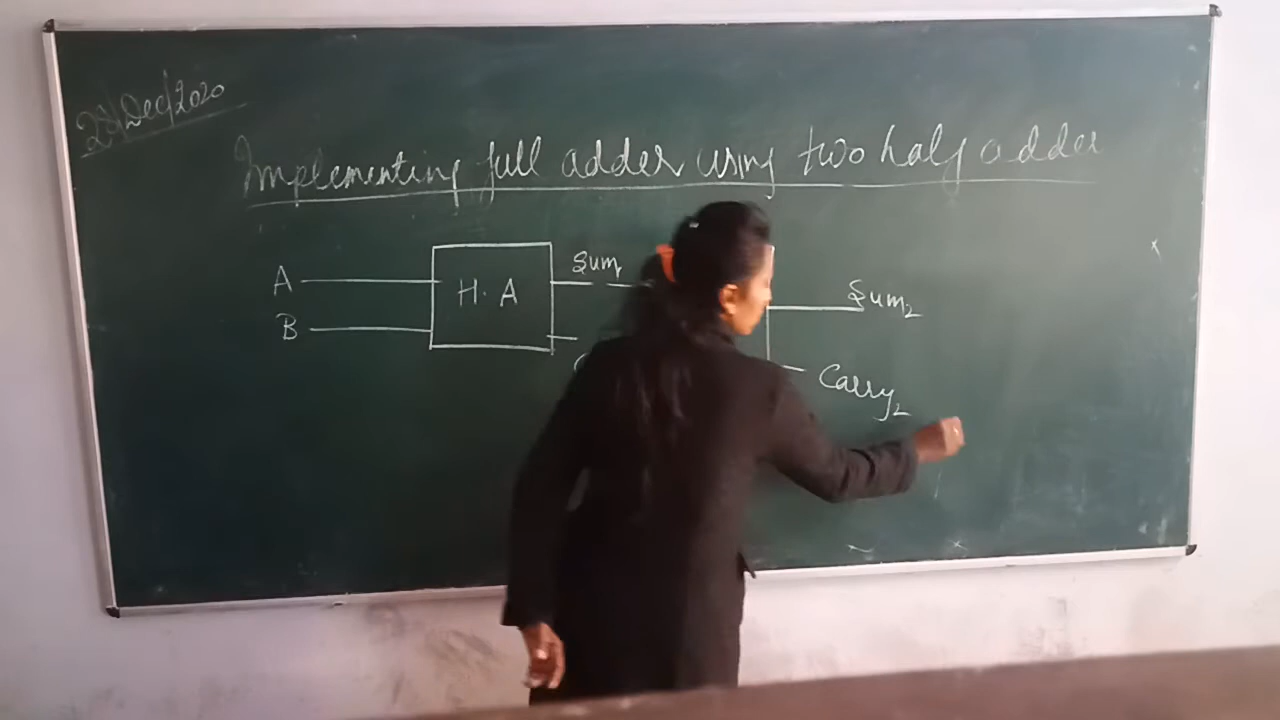 28/Dec/2020
Implementing full adder using two half adder
A
H.A
Sum
Sum2
B
Carry2